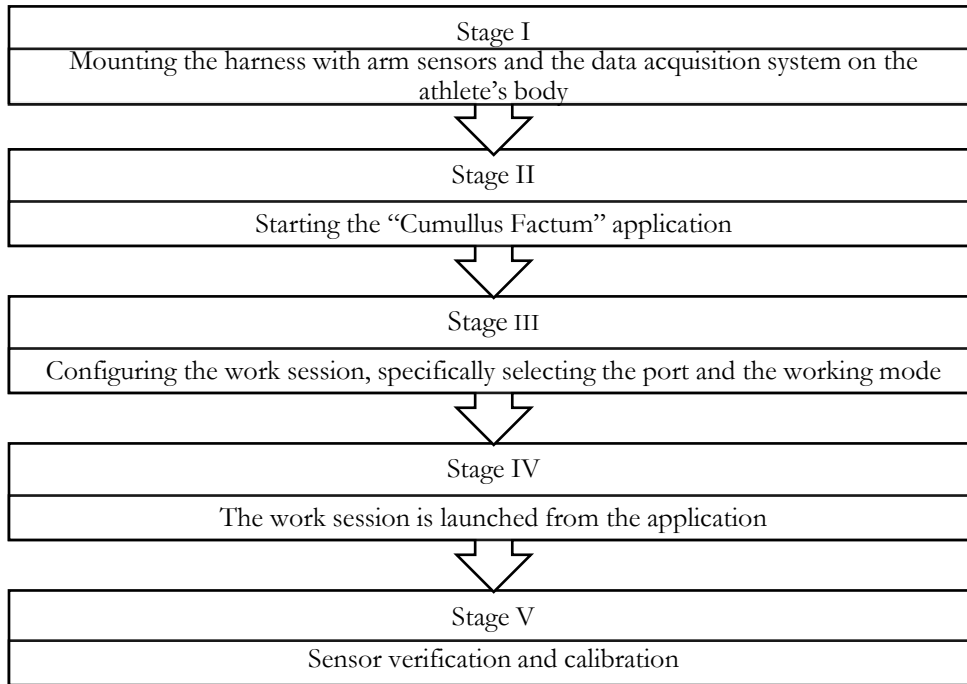 Stage I
Mounting the harness with arm sensors and the data acquisition system on the
athlete’s body
Stage II
Starting the “Cumullus Factum” application
Stage III
Configuring the work session, specifically selecting the port and the working mode
Stage IV
The work session is launched from the application
Stage V
Sensor verification and calibration